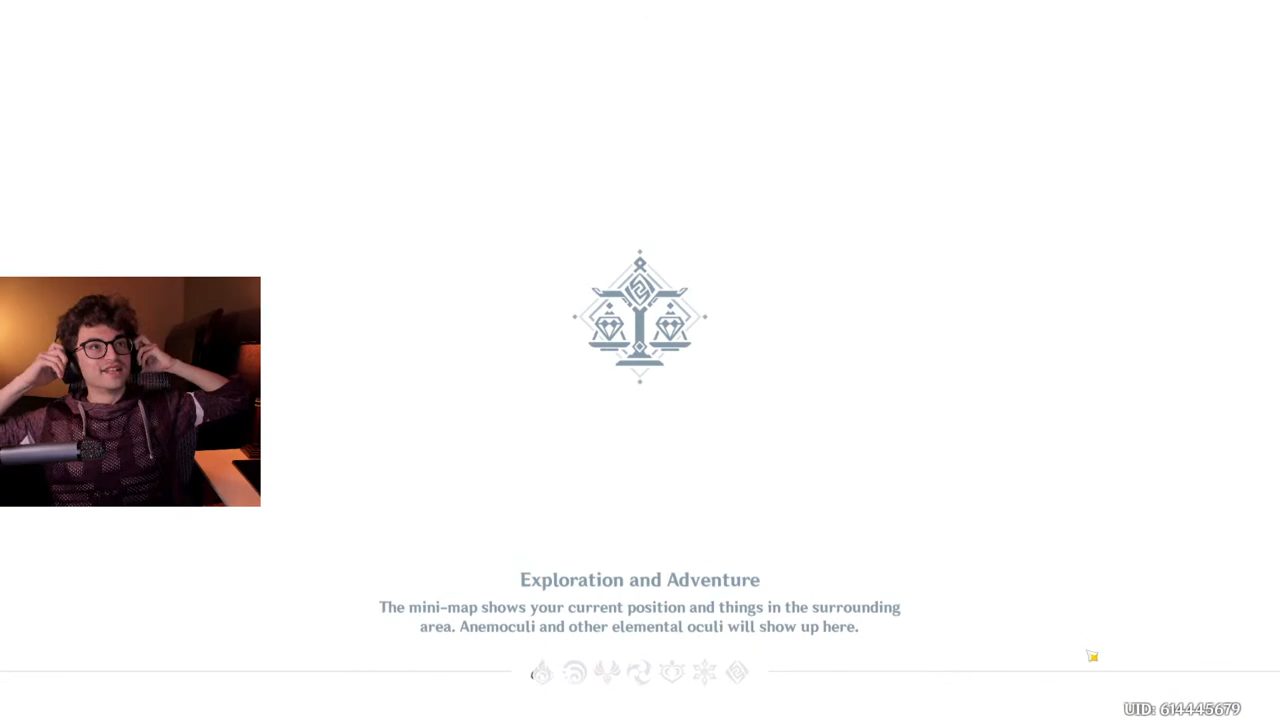 Exploration and Adventure
The mini-map shows your current position and things in the surrounding
area. Anemoculi and other elemental oculi will show up here.
UID: 614445679